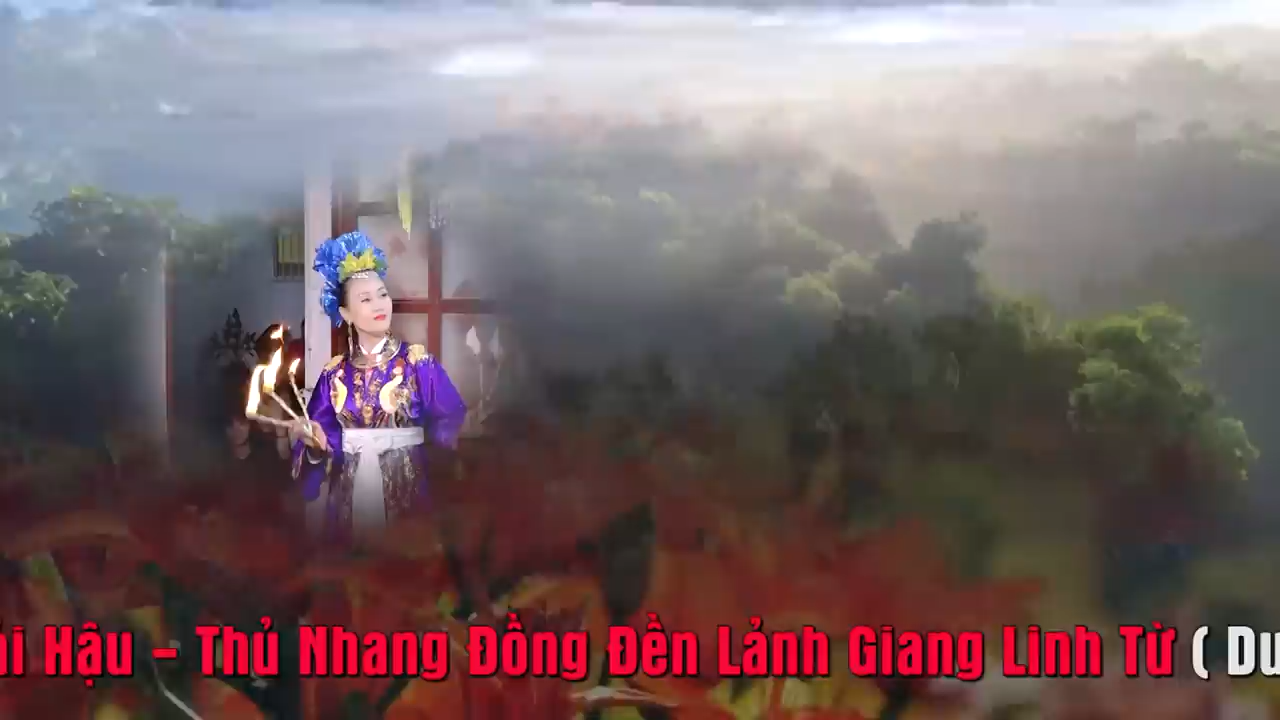 Hậu - Thủ Nhang Đồng Đền Lảnh Giang Linh Từ (